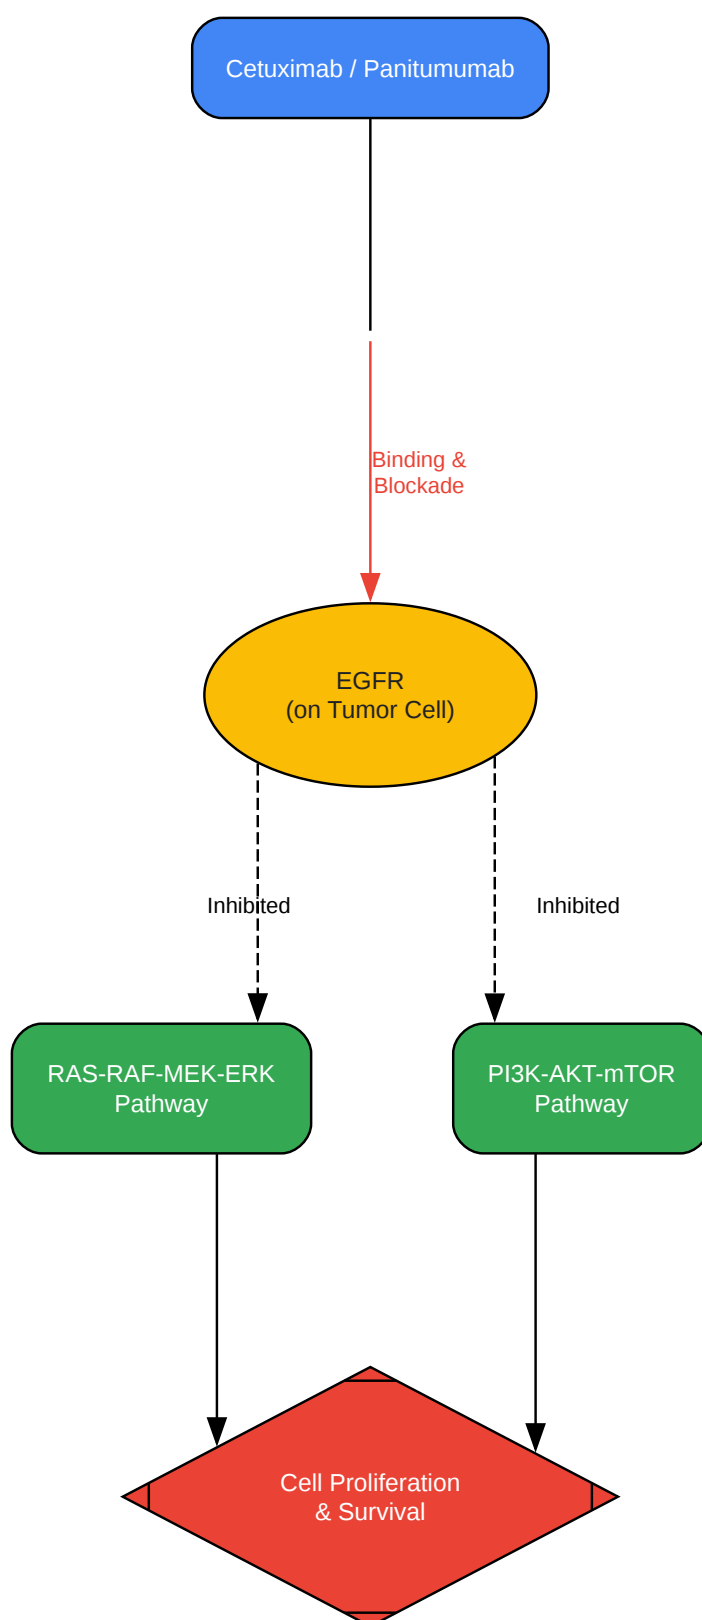 Cetuximab / Panitumumab
Binding &
Blockade
EGFR
(on Tumor Cell)
Inhibited
Inhibited
RAS-RAF-MEK-ERK
Pathway
PI3K-AKT-mTOR
Pathway
Cell Proliferation
& Survival